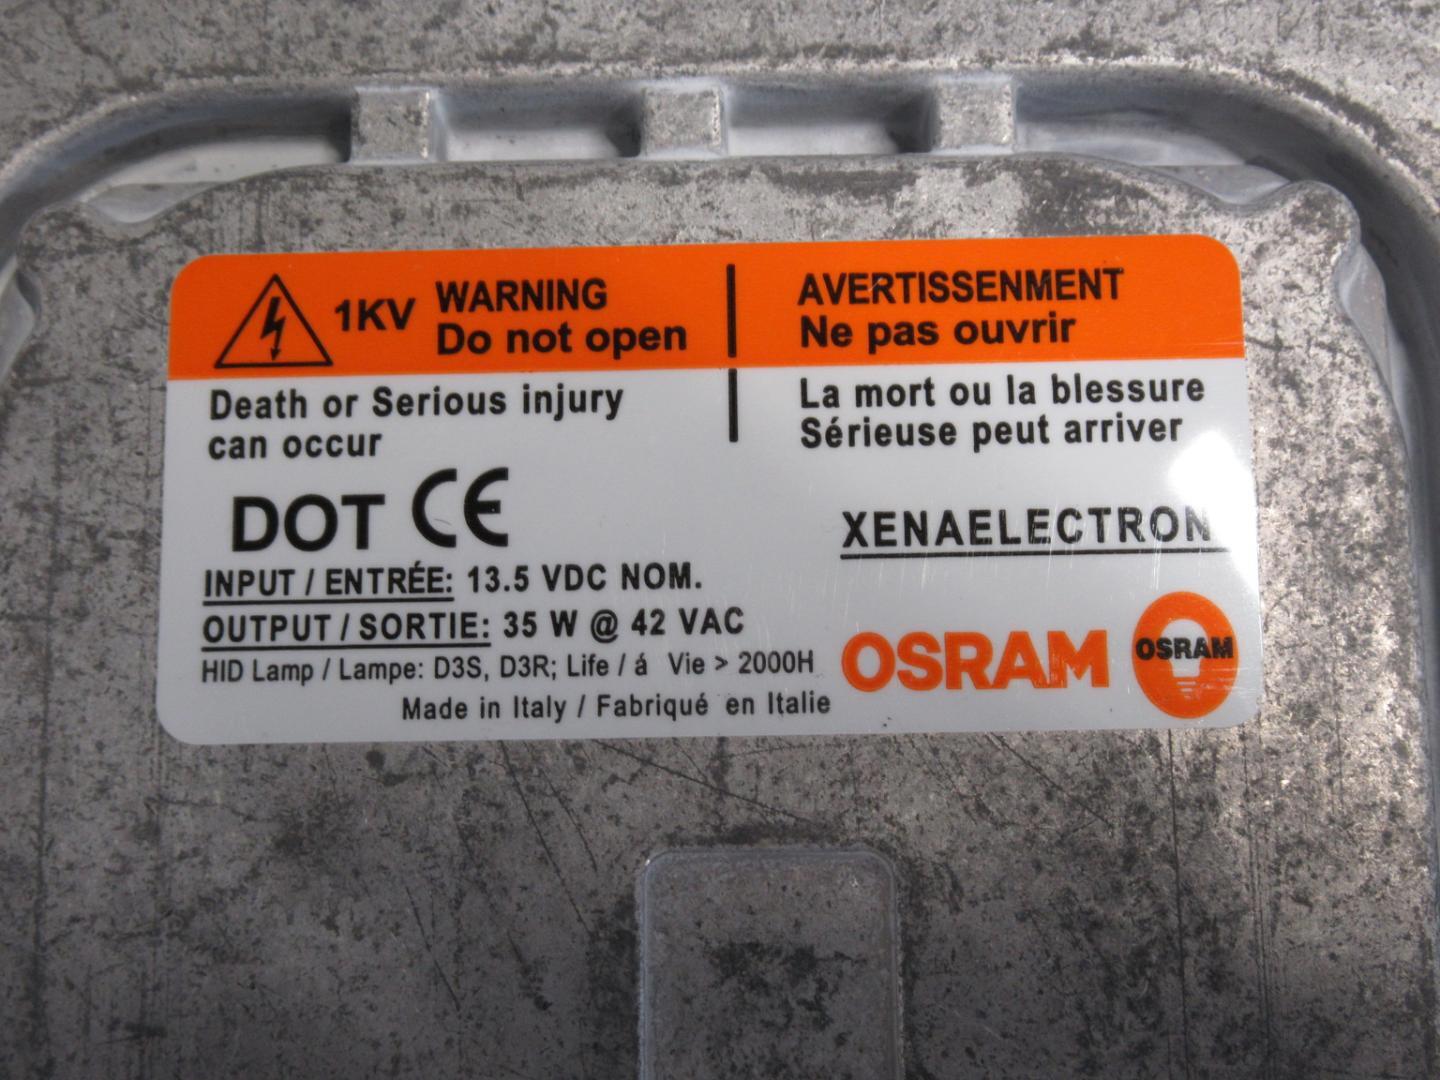 1KV WARNING
Do not open
AVERTISSENMENT
Ne pas ouvrir
Death or Serious injury
can occur
La mort ou la blessure
Sérieuse peut arriver
DOT CE
XENAELECTRON
INPUT / ENTRÉE: 13.5 VDC NOM.
OUTPUT / SORTIE: 35 W @ 42 VAC
HID Lamp / Lampe: D3S, D3R; Life / á Vie > 2000H
Made in Italy / Fabriqué en Italie
OSRAM
OSRAM